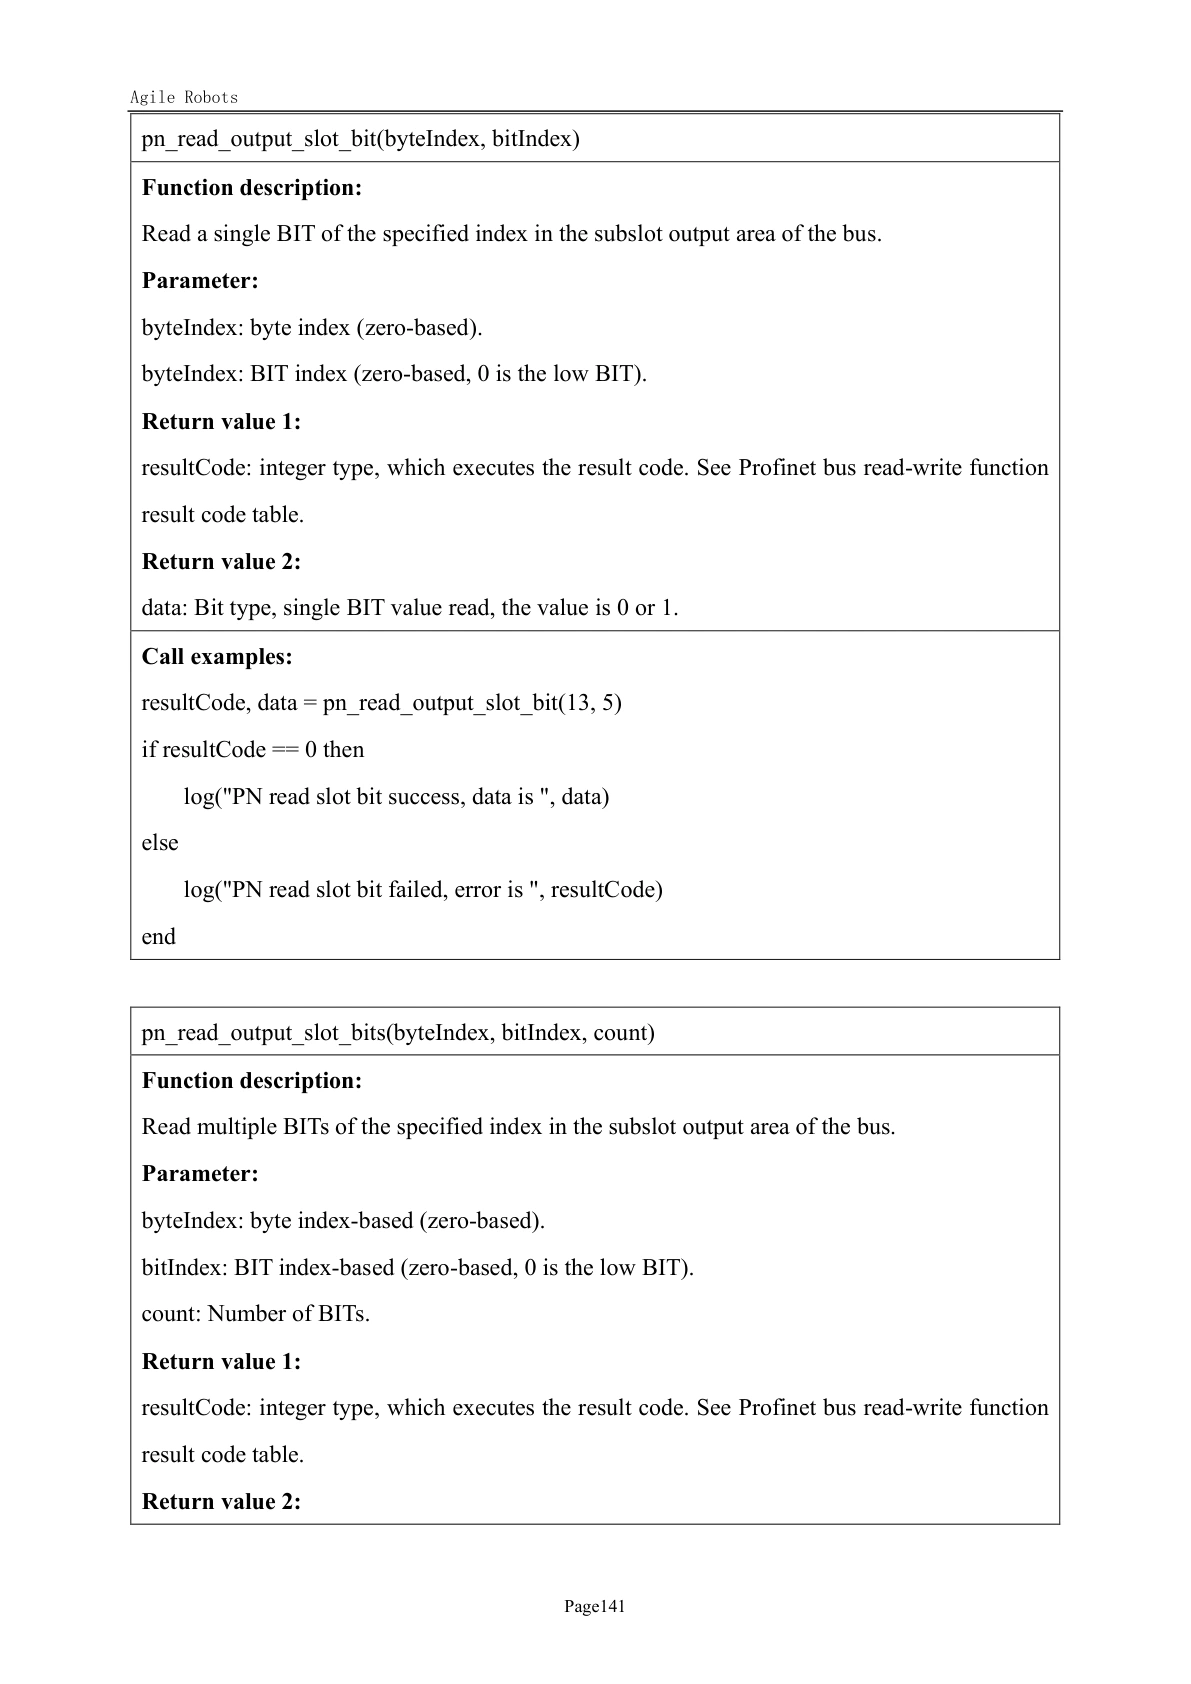 Agile Robots
pn_read_output_slot_bit(byteIndex, bitIndex)
Function description:
Read a single BIT of the specified index in the subslot output area of the bus.
Parameter:
byteIndex: byte index (zero-based).
byteIndex: BIT index (zero-based, 0 is the low BIT).
Return value 1:
resultCode: integer type, which executes the result code. See Profinet bus read-write function
result code table.
Return value 2:
data: Bit type, single BIT value read, the value is 0 or 1.
Call examples:
resultCode, data = pn_read_output_slot_bit(13, 5)
if resultCode == 0 then
log("PN read slot bit success, data is ", data)
else
log("PN read slot bit failed, error is ", resultCode)
end
pn_read_output_slot_bits(byteIndex, bitIndex, count)
Function description:
Read multiple BITs of the specified index in the subslot output area of the bus.
Parameter:
byteIndex: byte index-based (zero-based).
bitIndex: BIT index-based (zero-based, 0 is the low BIT).
count: Number of BITs.
Return value 1:
resultCode: integer type, which executes the result code. See Profinet bus read-write function
result code table.
Return value 2:
Page141